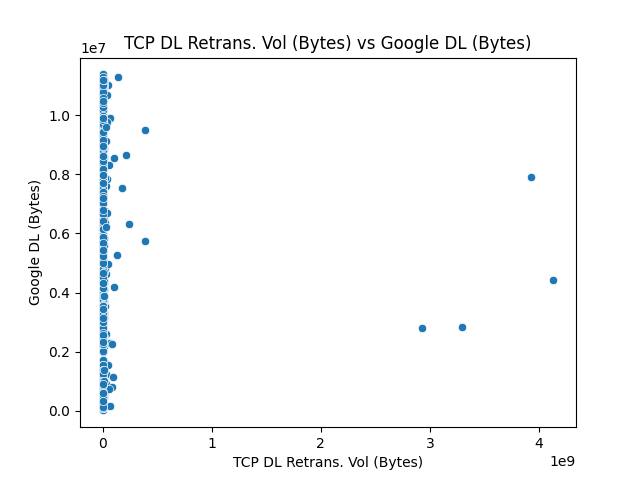 TCP DL Retrans. Vol (Bytes) vs Google DL (Bytes)
1e7
1.0
0.8
0.6
0.4
0.2
0.0
Google DL (Bytes)
0 1 2 3 4
1e9
TCP DL Retrans. Vol (Bytes)